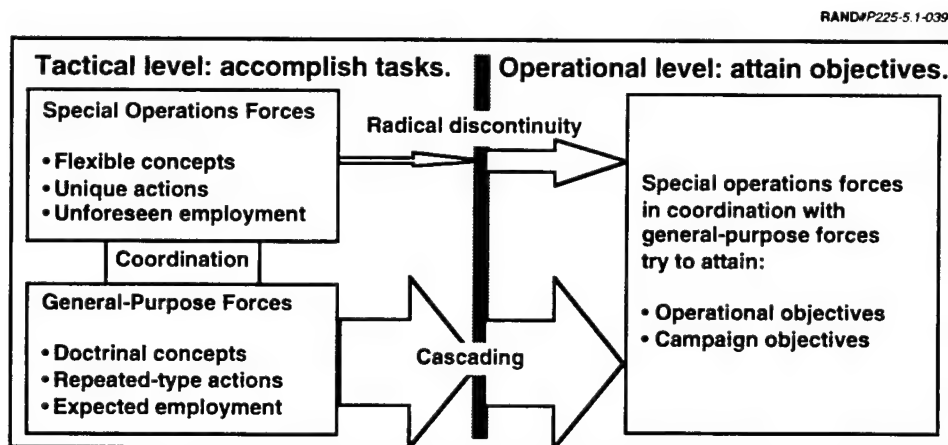 RAND#P225-5.1-039
Tactical level: accomplish tasks.
Operational level: attain objectives.
Special Operations Forces
• Flexible concepts
• Unique actions
• Unforeseen employment
Coordination
General-Purpose Forces
• Doctrinal concepts
• Repeated-type actions
• Expected employment
Radical discontinuity
Cascading
Special operations forces
in coordination with
general-purpose forces
try to attain:
• Operational objectives
• Campaign objectives